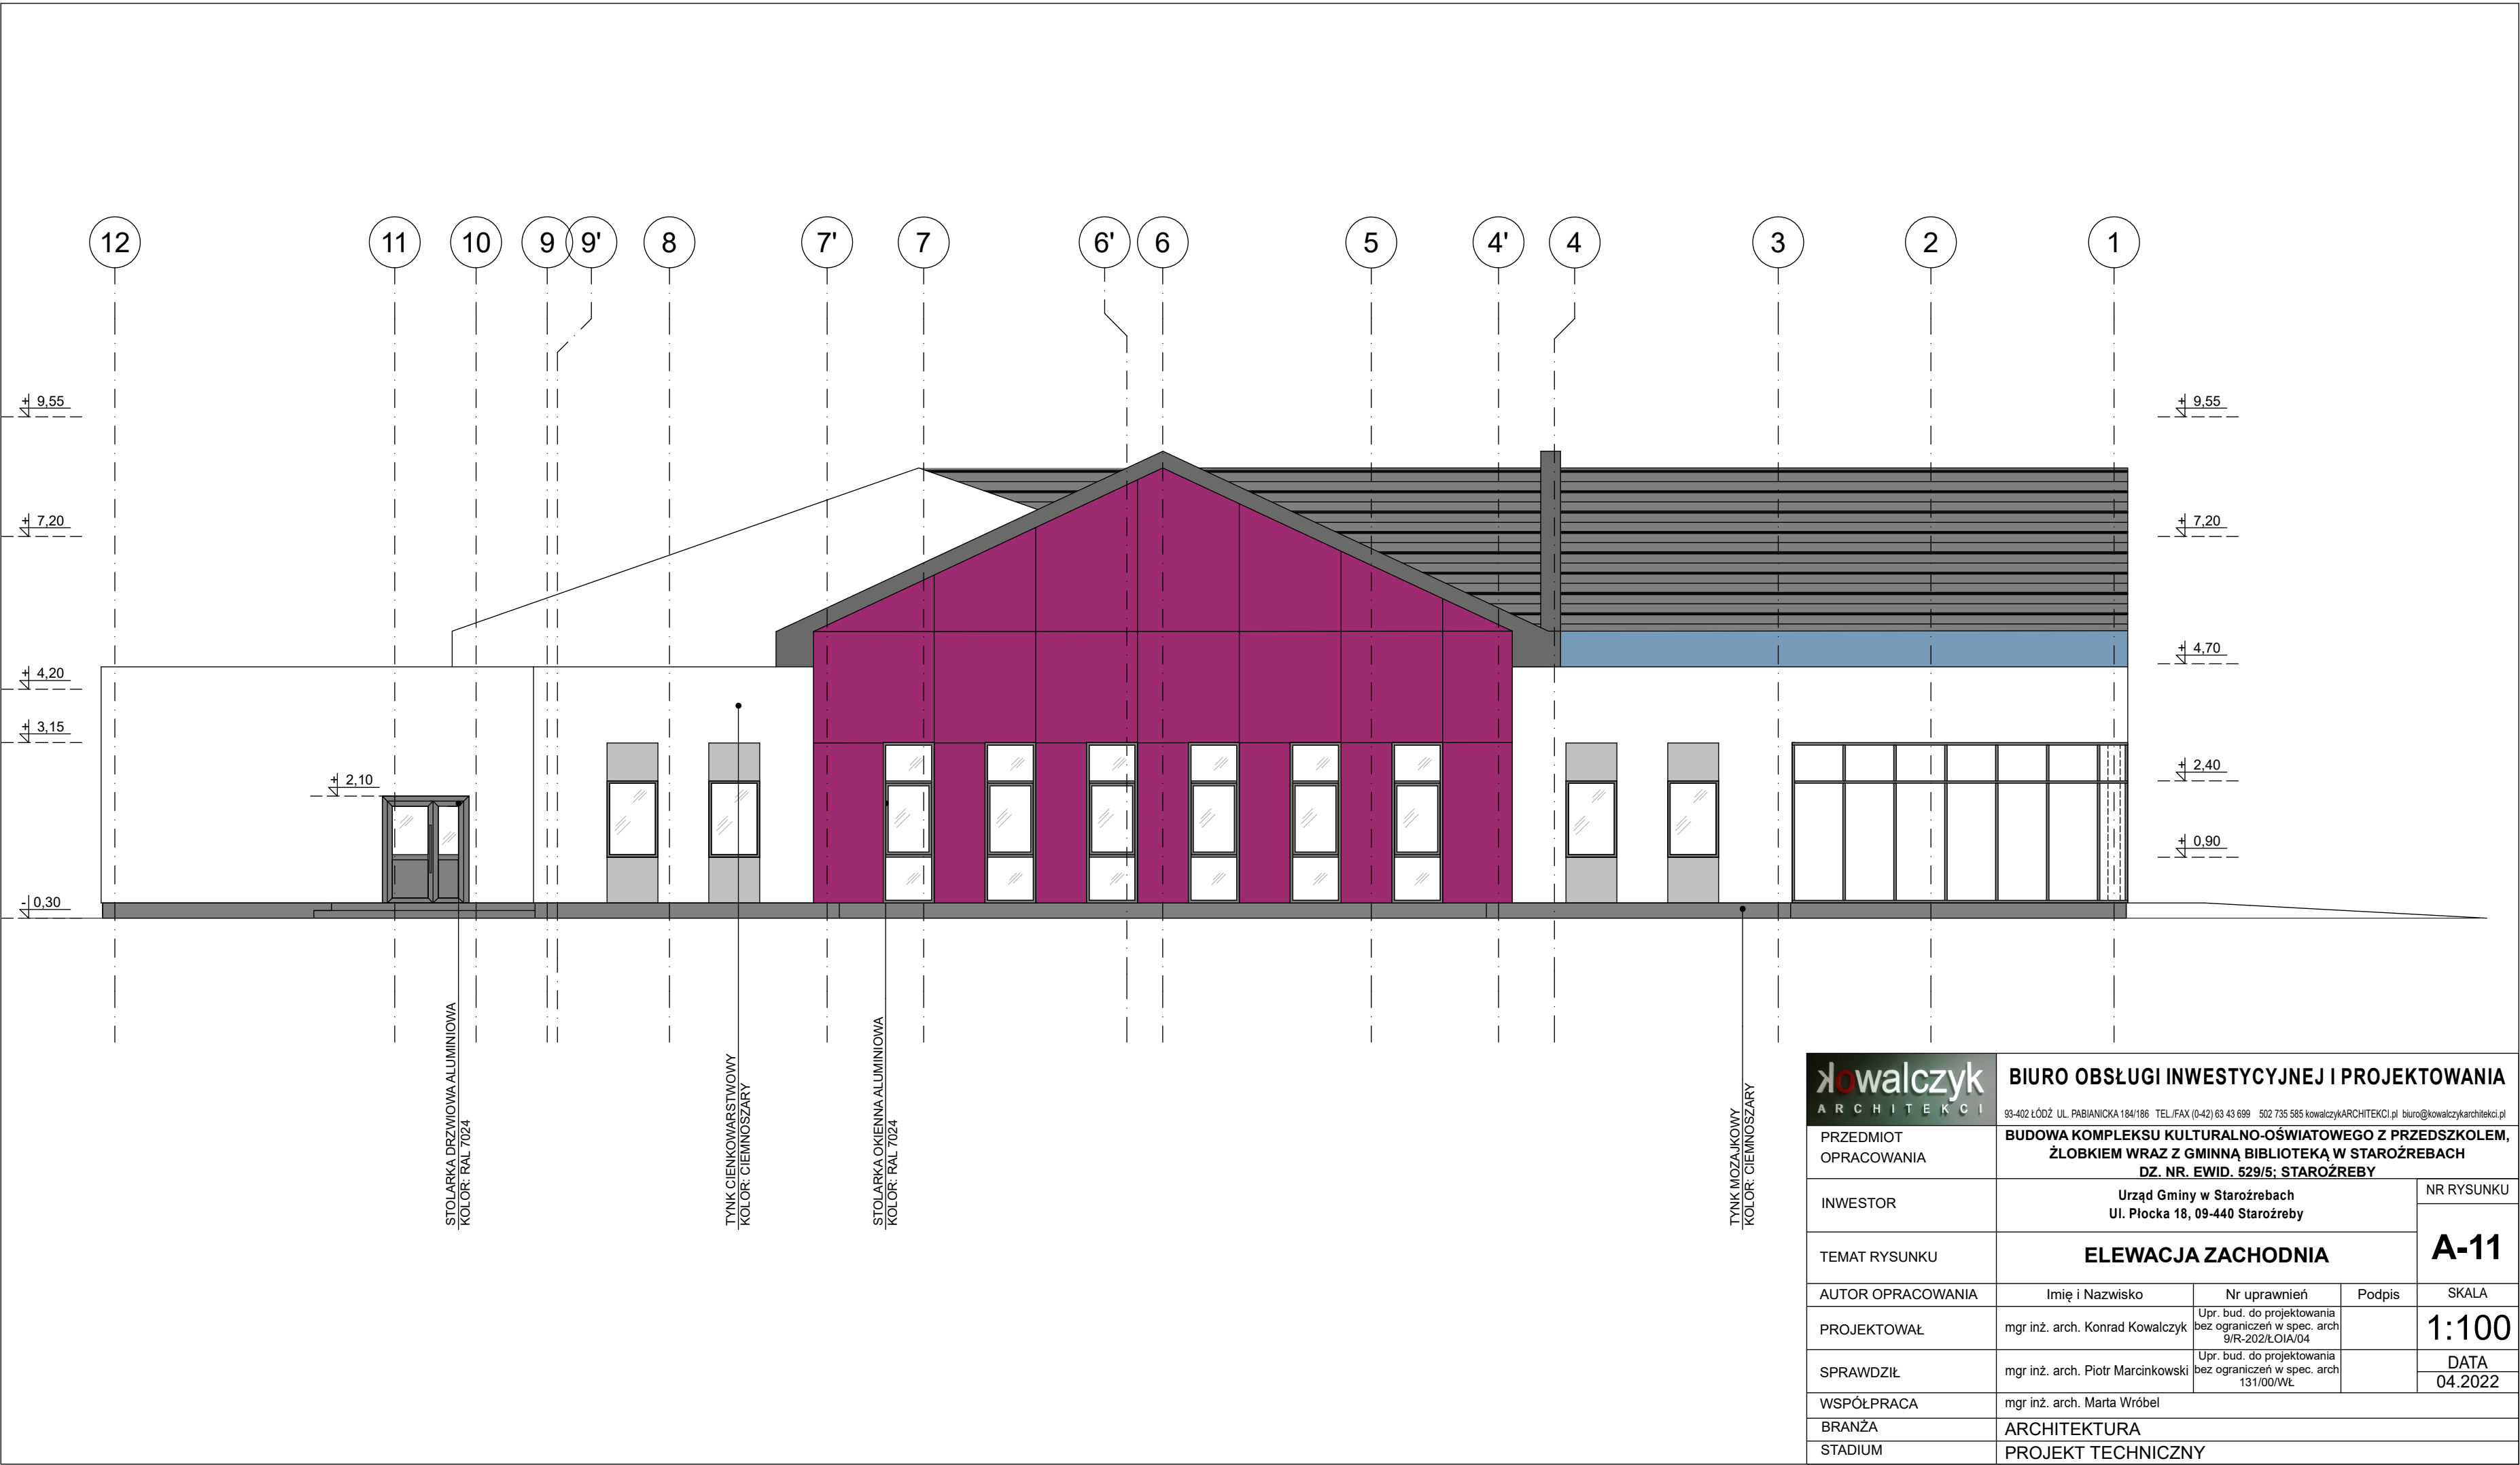 12 11 10 9 9' 8 7' 7 6' 6 5 4' 4 3 2 1
+ 9,55
+ 9,55
+ 7,20
+ 7,20
+ 4,70
+ 4,20
+ 3,15
+ 2,40
+ 2,10
+ 0,90
- 0,30
STOLARKA DRZWIOWA ALUMINIOWA
KOLOR: RAL 7024
TYNK CIENKOWARSTWOWY
KOLOR: CIEMNOSZARY
STOLARKA OKIENNA ALUMINIOWA
KOLOR: RAL 7024
TYNK MOZAJKOWY
KOLOR: CIEMNOSZARY
kowalczyk
ARCHITEKCI
BIURO OBSŁUGI INWESTYCYJNEJ I PROJEKTOWANIA
93-402 ŁÓDŹ UL. PABIANICKA 184/186 TEL./FAX (0-42) 63 43 699 502 735 585 kowalczykARCHITEKCI.pl biuro@kowalczykarchitekci.pl
PRZEDMIOT
OPRACOWANIA
BUDOWA KOMPLEKSU KULTURALNO-OŚWIATOWEGO Z PRZEDSZKOLEM,
ŻLOBKIEM WRAZ Z GMINNĄ BIBLIOTEKĄ W STAROŹREBACH
DZ. NR. EWID. 529/5; STAROŹREBY
INWESTOR
Urząd Gminy w Staroźrebach
Ul. Płocka 18, 09-440 Staroźreby
NR RYSUNKU
A-11
TEMAT RYSUNKU
ELEWACJA ZACHODNIA
AUTOR OPRACOWANIA
Imię i Nazwisko
Nr uprawnień
Podpis
SKALA
1:100
PROJEKTOWAŁ
mgr inż. arch. Konrad Kowalczyk
Upr. bud. do projektowania
bez ograniczeń w spec. arch
9/R-202/ŁOIA/04
SPRAWDZIŁ
mgr inż. arch. Piotr Marcinkowski
Upr. bud. do projektowania
bez ograniczeń w spec. arch
131/00/WŁ
DATA
04.2022
WSPÓŁPRACA
mgr inż. arch. Marta Wróbel
BRANŻA
ARCHITEKTURA
STADIUM
PROJEKT TECHNICZNY